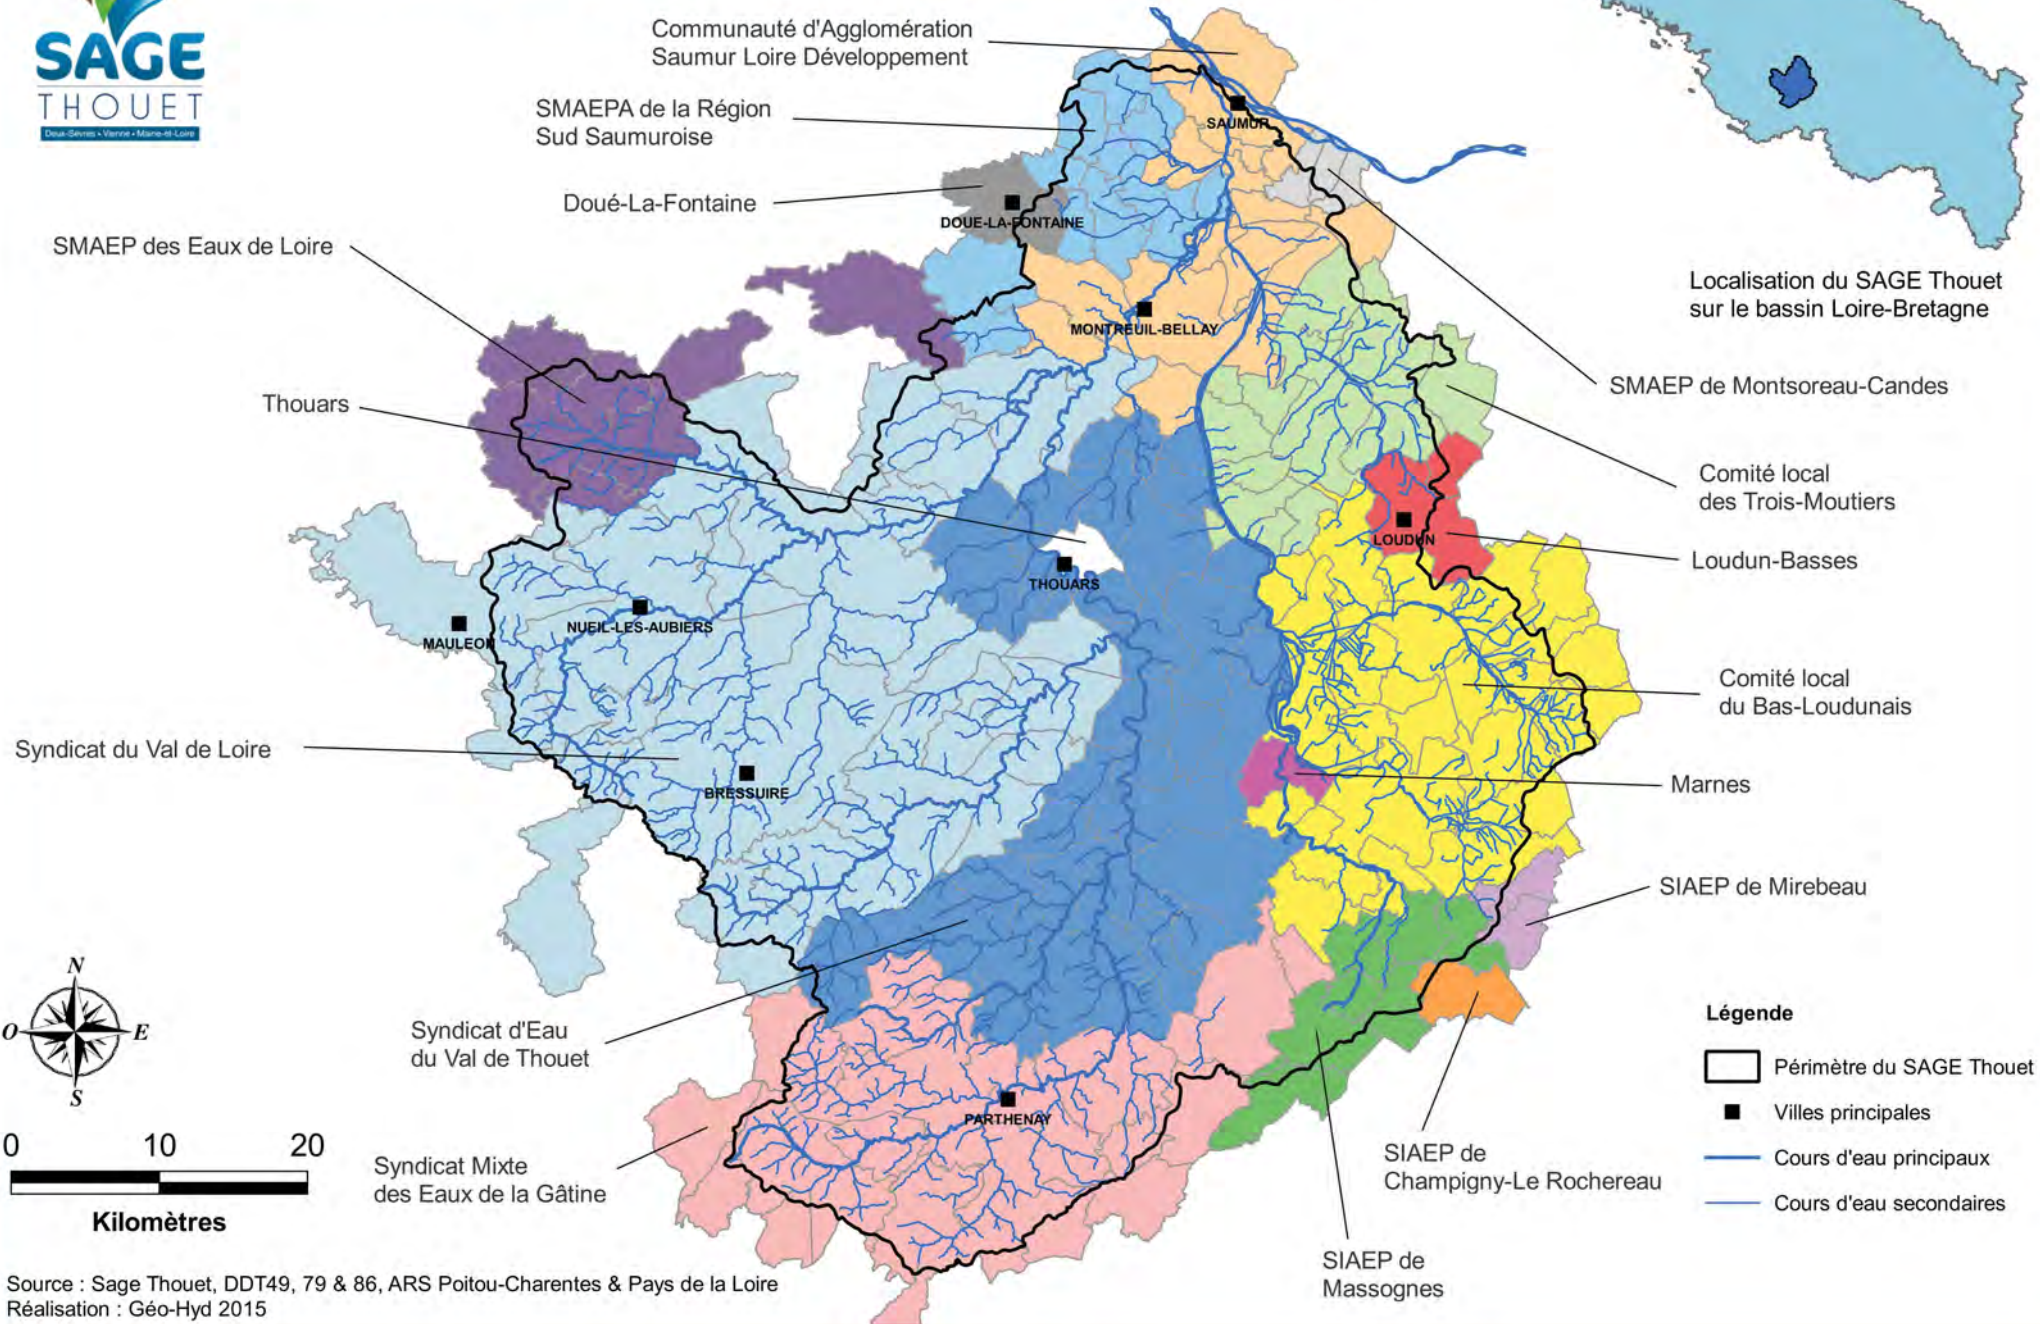 SAGE
THOUET
Deux-Sèvres • Vienne • Maine-et-Loire
Communauté d'Agglomération
Saumur Loire Développement
SMAEPA de la Région
Sud Saumuroise
Doué-La-Fontaine
SMAEP des Eaux de Loire
Thouars
Syndicat du Val de Loire
SAUMUR
DOUE-LA-FONTAINE
MONTREUIL-BELLAY
LOUDUN
THOUARS
NUEIL-LES-AUBIERS
MAULEON
BRESSUIRE
PARTHENAY
Localisation du SAGE Thouet
sur le bassin Loire-Bretagne
SMAEP de Montsoreau-Candes
Comité local
des Trois-Moutiers
Loudun-Basses
Comité local
du Bas-Loudunais
Marnes
SIAEP de Mirebeau
SIAEP de
Champigny-Le Rochereau
SIAEP de
Massognes
Syndicat d'Eau
du Val de Thouet
Syndicat Mixte
des Eaux de la Gâtine
N
O E
S
0 10 20
Kilomètres
Légende
Périmètre du SAGE Thouet
Villes principales
Cours d'eau principaux
Cours d'eau secondaires
Source : Sage Thouet, DDT49, 79 & 86, ARS Poitou-Charentes & Pays de la Loire
Réalisation : Géo-Hyd 2015